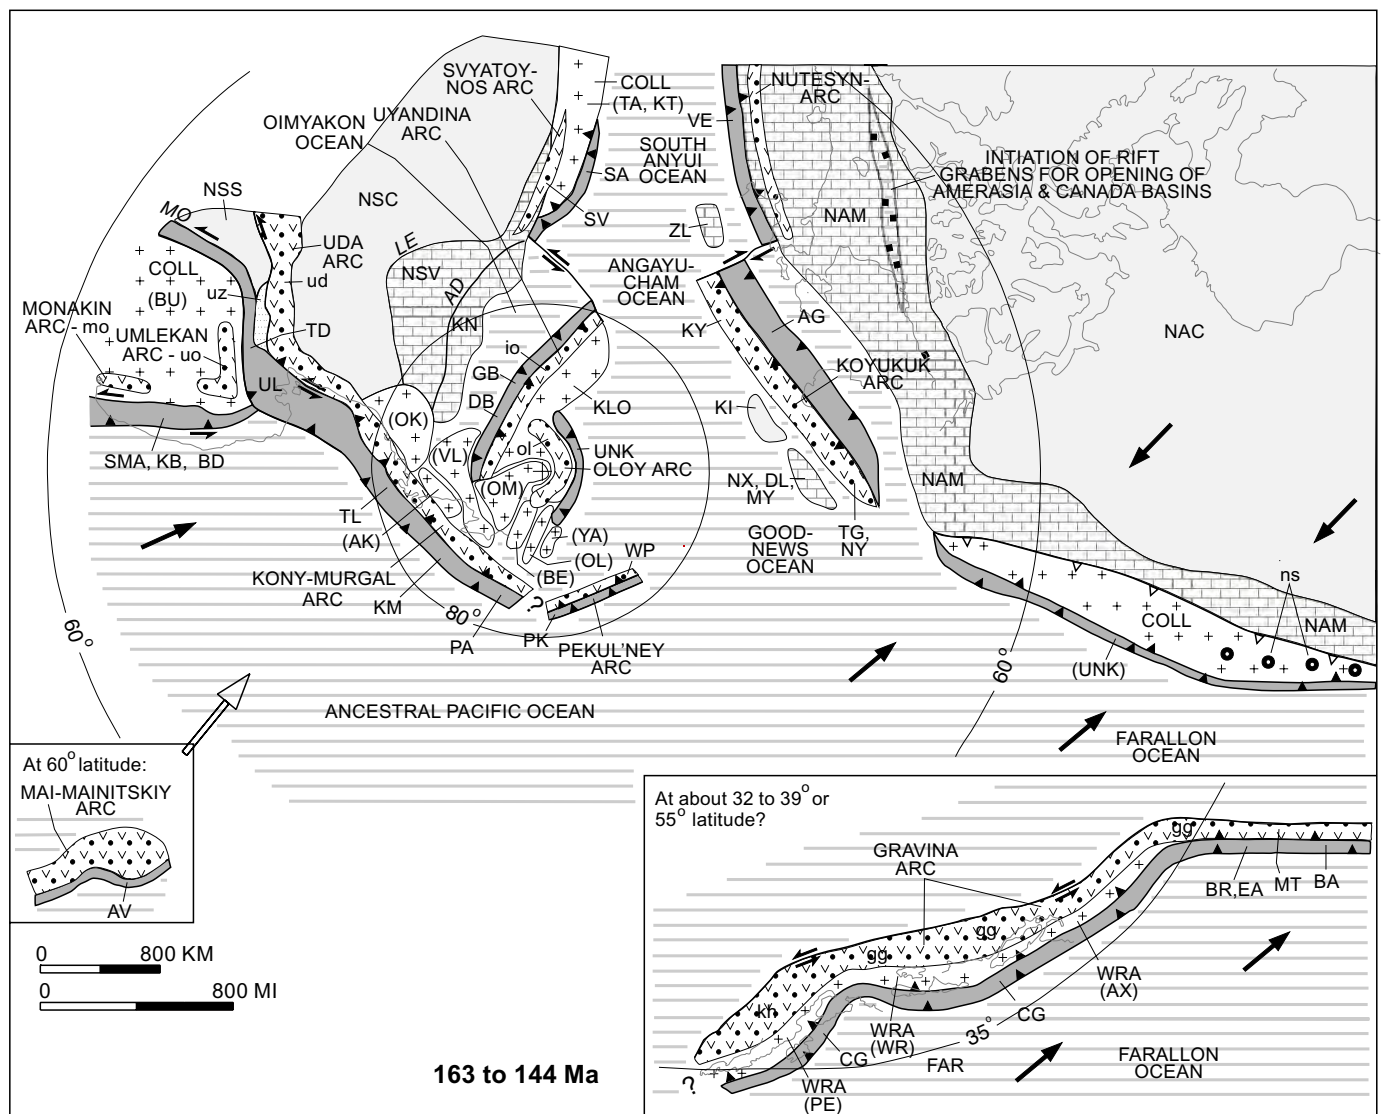 SVYATOY-
NOS ARC
COLL
(TA, KT)
NUTESYN-
ARC
UYANDINA
ARC
OIMYAKON
OCEAN
VE
SOUTH
ANYUI
OCEAN
INTIATION OF RIFT
GRABENS FOR OPENING OF
AMERASIA & CANADA BASINS
SA
NSS
NSC
MO
SV
NAM
ZL
LE
UDA
ARC
NSV
COLL
(BU)
ud
uz
AD
ANGAYU-
CHAM
OCEAN
MONAKIN
ARC - mo
UMLEKAN
ARC - uo
TD
KN
KY
AG
NAC
io
GB
KOYUKUK
ARC
UL
DB
KLO
KI
(OK)
(VL)
ol
UNK
OLOY ARC
SMA, KB, BD
(OM)
NX, DL,
MY
NAM
TL
(AK)
(YA)
(OL)
(BE)
WP
GOOD-
NEWS
OCEAN
TG,
NY
KONY-MURGAL
ARC
KM
80°
?
ns
60°
PA
PK
PEKUL'NEY
ARC
COLL
NAM
60°
(UNK)
ANCESTRAL PACIFIC OCEAN
FARALLON
OCEAN
At 60° latitude:
MAI-MAINITSKIY
ARC
AV
At about 32 to 39° or
55° latitude?
GRAVINA
ARC
gg
BR,EA
MT
BA
gg
gg
WRA
(AX)
kh
WRA
(WR)
CG
35°
CG
FAR
FARALLON
OCEAN
?
WRA
(PE)
0 800 KM
0 800 MI
163 to 144 Ma